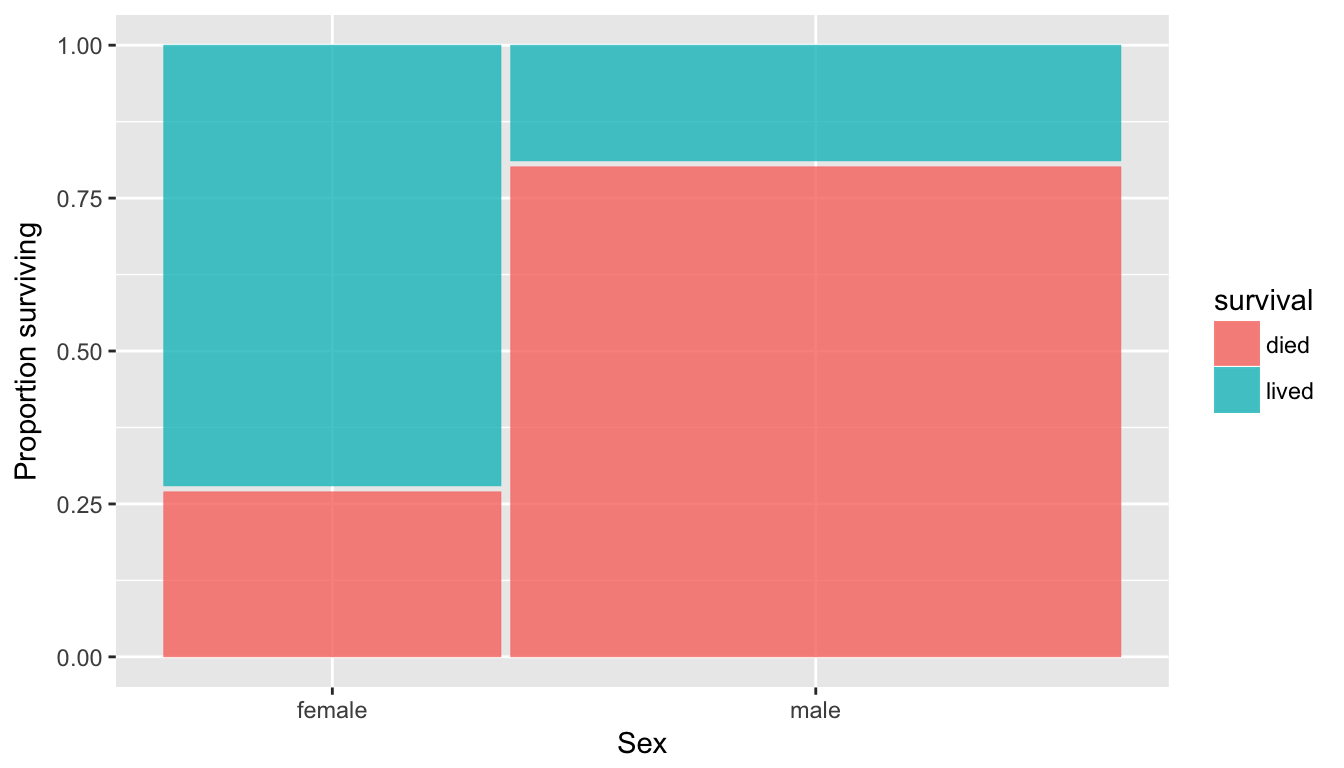 1.00
0.75
0.50
0.25
0.00
Proportion surviving
female
male
Sex
survival
died
lived